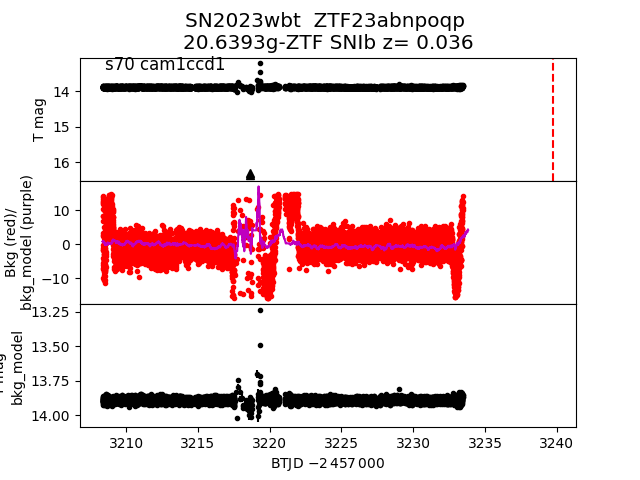 SN2023wbt  ZTF23abnpoqp
20.6393g-ZTF SNIb z= 0.036
s70 cam1ccd1
T mag
14
15
16
Bkg (red)/
bkg_model (purple)
10
0
−10
mag
bkg_model
13.25
13.50
13.75
14.00
3210 3215 3220 3225 3230 3235 3240
BTJD −2 457 000